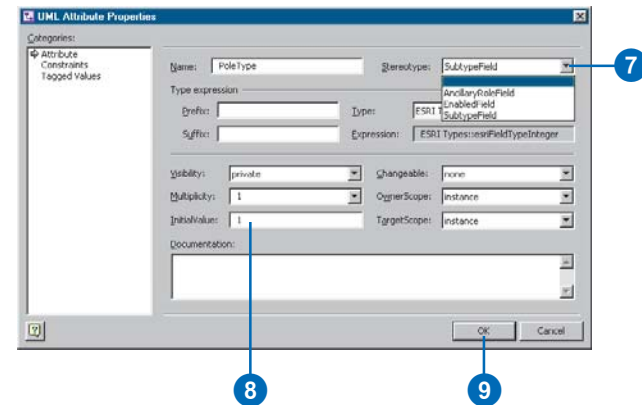 UML Attribute Properties
Categories:
Attribute
Constraints
Tagged Values
Name: PoleType Stereotype: SubtypeField
7
AncillaryRoleField
EnabledField
SubtypeField
Type expression
Prefix: Type: ESRI T
Suffix: Expression: ESRI Types::esriFieldTypeInteger
Visibility: private Changeable: none
Multiplicity: 1 OwnerScope: instance
InitialValue: 1 TargetScope: instance
Documentation:
OK Cancel
8 9